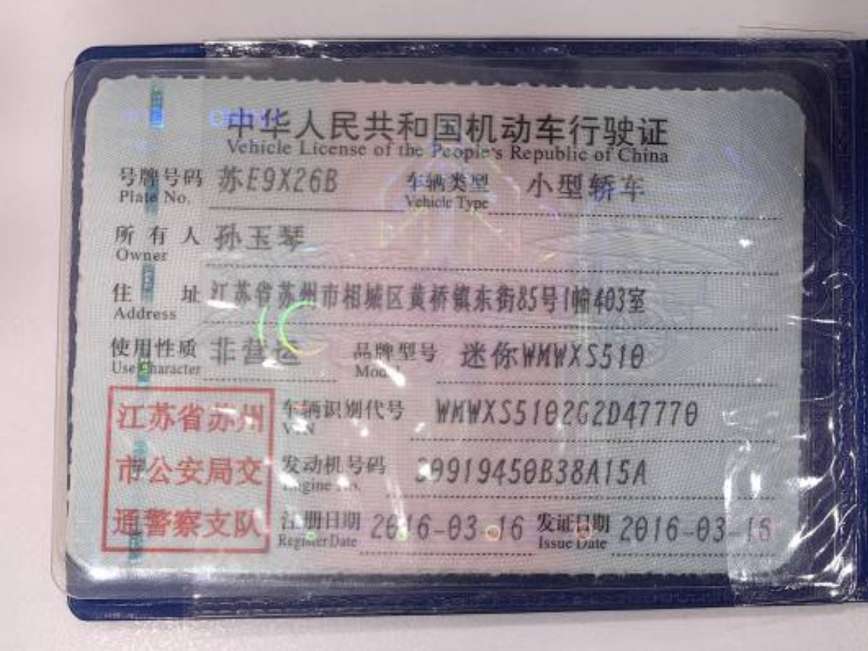 中华人民共和国机动车行驶证
Vehicle License of the People's Republic of China
号牌号码 苏E9X26B 车辆类型 小型轿车
Plate No. Vehicle Type
所有人 孙玉琴
Owner
住址 江苏省苏州市相城区黄桥镇东街85号1幢403室
Address
使用性质 非营运 品牌型号 迷你WMWXS510
Use Character Model
江苏省苏州 车辆识别代号 WMWXS5102G2D47770
VIN
市公安局交 发动机号码 30919450B38A15A
Engine No.
通警察支队 注册日期 2016-03-16 发证日期 2016-03-16
Register Date Issue Date